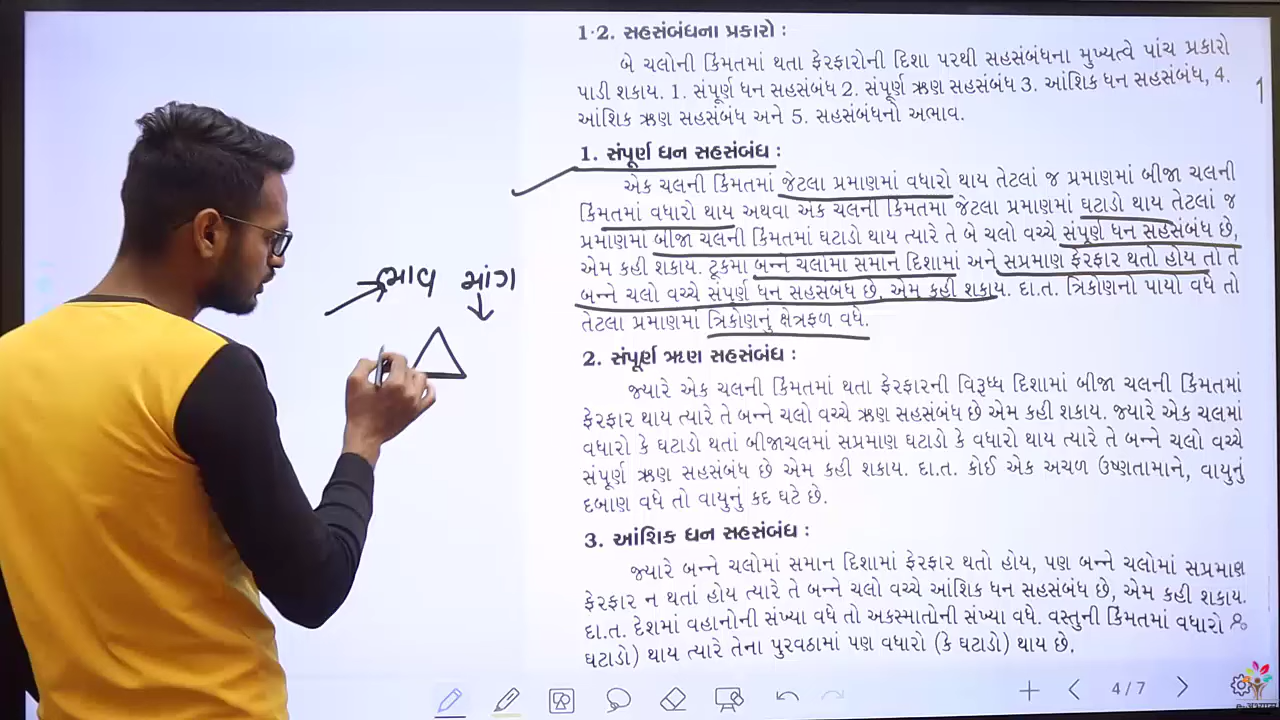 1·2. સહસંબંધના પ્રકારો :
બે ચલોની કિંમતમાં થતા ફેરફારોની દિશા પરથી સહસંબંધના મુખ્યત્વે પાંચ પ્રકારો
પાડી શકાય. 1. સંપૂર્ણ ધન સહસંબંધ 2. સંપૂર્ણ ઋણ સહસંબંધ 3. આંશિક ધન સહસંબંધ, 4.
આંશિક ઋણ સહસંબંધ અને 5. સહસંબંધનો અભાવ.
1
1. સંપૂર્ણ ધન સહસંબંધ :
એક ચલની કિંમતમાં જેટલા પ્રમાણમાં વધારો થાય તેટલાં જ પ્રમાણમાં બીજા ચલની
કિંમતમાં વધારો થાય અથવા એક ચલની કિંમતમાં જેટલા પ્રમાણમાં ઘટાડો થાય તેટલાં જ
પ્રમાણમાં બીજા ચલની કિંમતમાં ઘટાડો થાય ત્યારે તે બે ચલો વચ્ચે સંપૂર્ણ ધન સહસંબંધ છે,
એમ કહી શકાય. ટૂકમાં બન્ને ચલોમાં સમાન દિશામાં અને સપ્રમાણ ફેરફાર થતો હોય તો તે
બન્ને ચલો વચ્ચે સંપૂર્ણ ધન સહસંબંધ છે. એમ કહી શકાય. દા.ત. ત્રિકોણનો પાયો વધે તો
તેટલા પ્રમાણમાં ત્રિકોણનું ક્ષેત્રફળ વધે.
ભાવ માંગ
2. સંપૂર્ણ ઋણ સહસંબંધ :
જ્યારે એક ચલની કિંમતમાં થતા ફેરફારની વિરૂધ્ધ દિશામાં બીજા ચલની કિંમતમાં
ફેરફાર થાય ત્યારે તે બન્ને ચલો વચ્ચે ઋણ સહસંબંધ છે એમ કહી શકાય. જ્યારે એક ચલમાં
વધારો કે ઘટાડો થતાં બીજાચલમાં સપ્રમાણ ઘટાડો કે વધારો થાય ત્યારે તે બન્ને ચલો વચ્ચે
સંપૂર્ણ ઋણ સહસંબંધ છે એમ કહી શકાય. દા.ત. કોઈ એક અચળ ઉષ્ણતામાને, વાયુનું
દબાણ વધે તો વાયુનું કદ ઘટે છે.
3. આંશિક ધન સહસંબંધ :
જ્યારે બન્ને ચલોમાં સમાન દિશામાં ફેરફાર થતો હોય, પણ બન્ને ચલોમાં સપ્રમાણ
ફેરફાર ન થતાં હોય ત્યારે તે બન્ને ચલો વચ્ચે આંશિક ધન સહસંબંધ છે, એમ કહી શકાય.
દા.ત. દેશમાં વહાનોની સંખ્યા વધે તો અકસ્માતોની સંખ્યા વધે. વસ્તુની કિંમતમાં વધારો
ઘટાડો) થાય ત્યારે તેના પુરવઠામાં પણ વધારો (કે ઘટાડો) થાય છે.
4/7